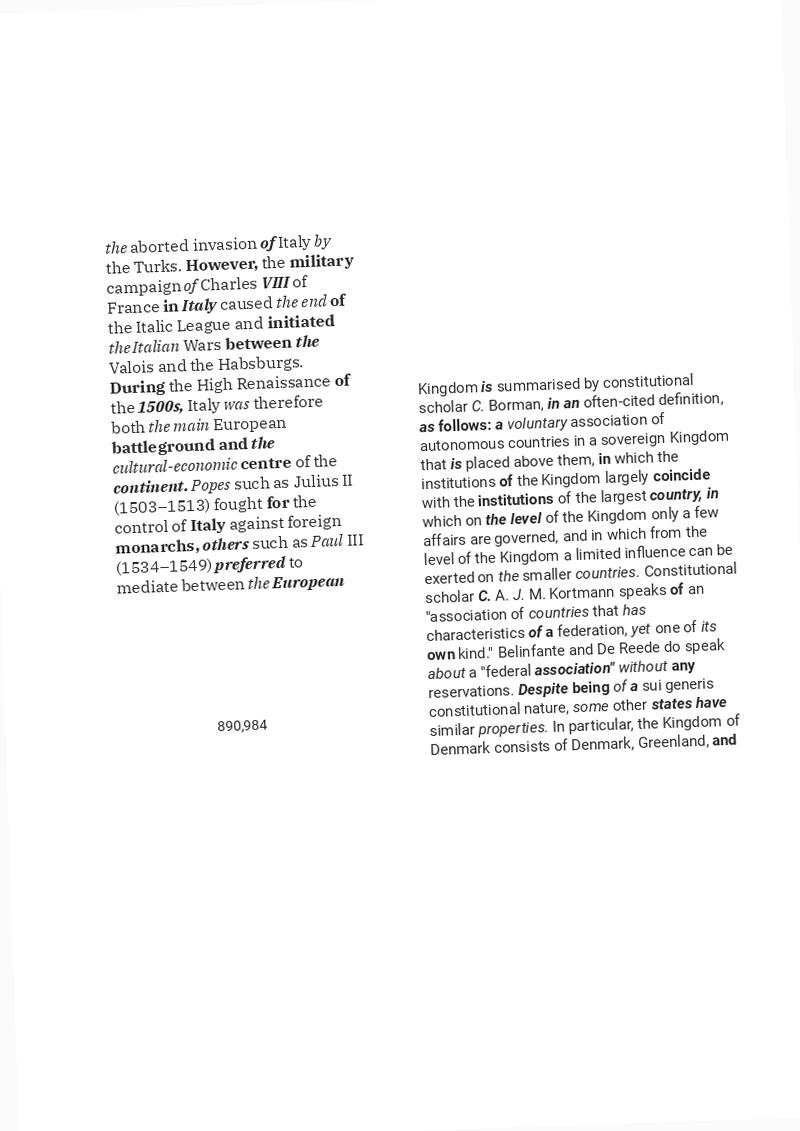 the aborted invasion of Italy by
the Turks. However, the military
campaign of Charles VIII of
France in Italy caused the end of
the Italic League and initiated
the Italian Wars between the
Valois and the Habsburgs.
During the High Renaissance of
the 1500s, Italy was therefore
both the main European
battleground and the
cultural-economic centre of the
continent. Popes such as Julius II
(1503–1513) fought for the
control of Italy against foreign
monarchs, others such as Paul III
(1534–1549) preferred to
mediate between the European
890,984
Kingdom is summarised by constitutional
scholar C. Borman, in an often-cited definition,
as follows: a voluntary association of
autonomous countries in a sovereign Kingdom
that is placed above them, in which the
institutions of the Kingdom largely coincide
with the institutions of the largest country, in
which on the level of the Kingdom only a few
affairs are governed, and in which from the
level of the Kingdom a limited influence can be
exerted on the smaller countries. Constitutional
scholar C. A. J. M. Kortmann speaks of an
"association of countries that has
characteristics of a federation, yet one of its
own kind." Belinfante and De Reede do speak
about a "federal association" without any
reservations. Despite being of a sui generis
constitutional nature, some other states have
similar properties. In particular, the Kingdom of
Denmark consists of Denmark, Greenland, and